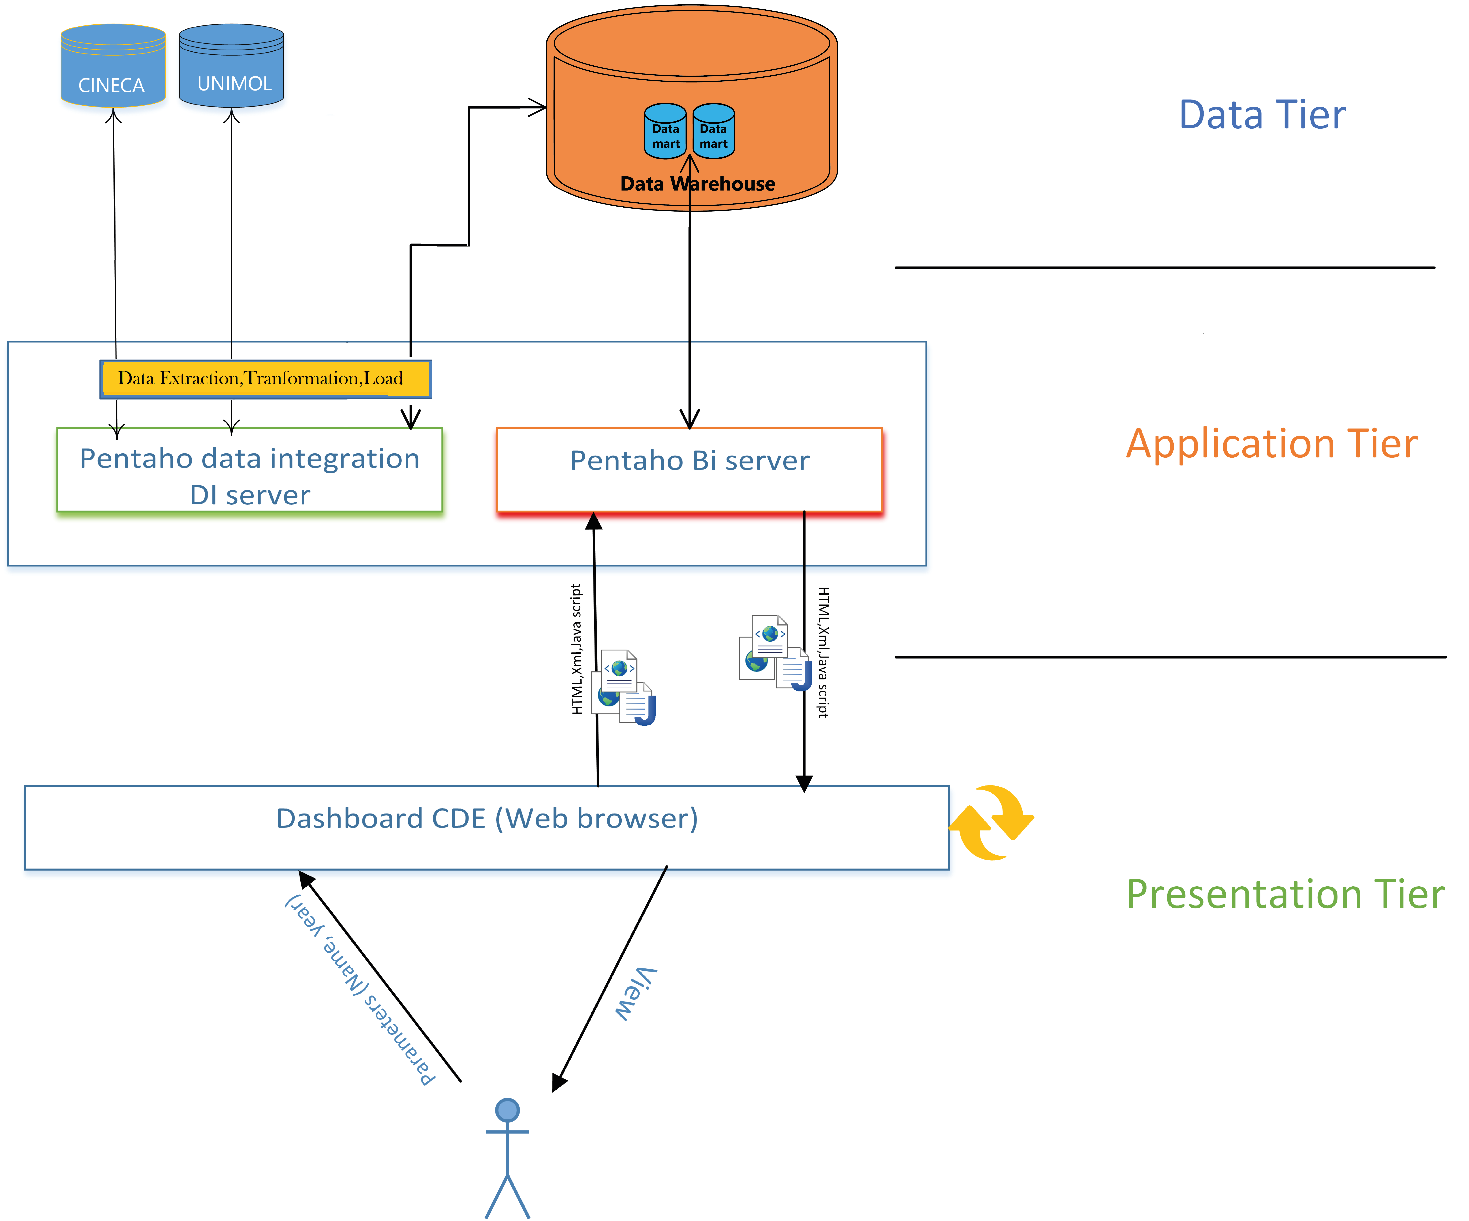 CINECA
UNIMOL
Data
mart
Data
mart
Data Warehouse
Data Tier
Data Extraction,Tranformation,Load
Pentaho data integration
DI server
Pentaho Bi server
Application Tier
HTML,Xml,Java script
HTML,Xml,Java script
Dashboard CDE (Web browser)
Presentation Tier
Parameters (Name, year)
View